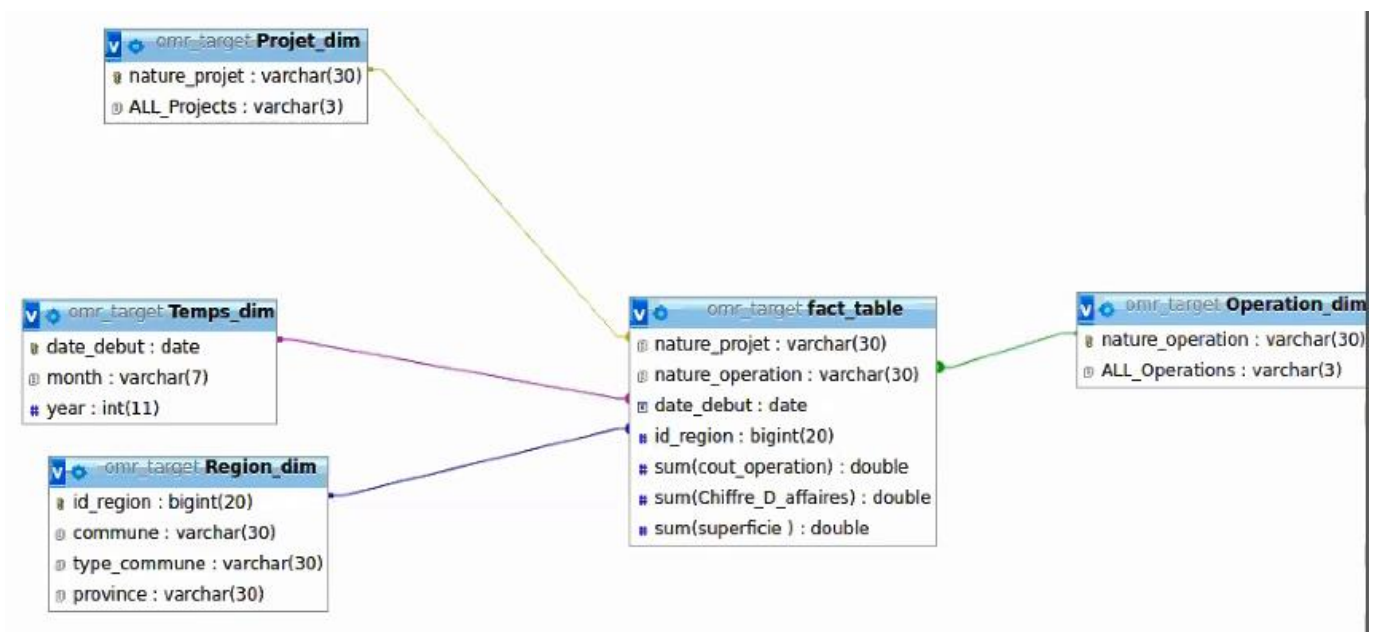 omr_target Projet_dim
nature_projet : varchar(30)
ALL_Projects : varchar(3)
omr_target Temps_dim
date_debut : date
month : varchar(7)
year : int(11)
omr_target Region_dim
id_region : bigint(20)
commune : varchar(30)
type_commune : varchar(30)
province : varchar(30)
omr_target fact_table
nature_projet : varchar(30)
nature_operation : varchar(30)
date_debut : date
id_region : bigint(20)
sum(cout_operation) : double
sum(Chiffre_D_affaires) : double
sum(superficie ) : double
omr_target Operation_dim
nature_operation : varchar(30)
ALL_Operations : varchar(3)